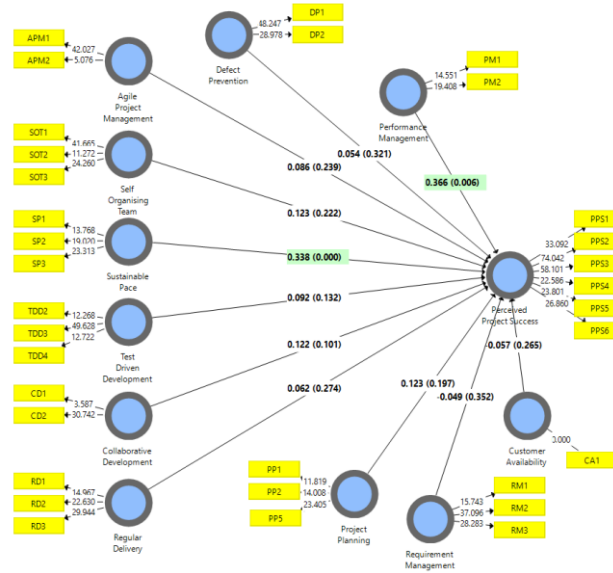 APM1
42.027
APM2
5.076
Agile
Project
Management
DP1
48.247
DP2
28.978
Defect
Prevention
PM1
14.551
PM2
19.408
Performance
Management
SOT1
41.665
SOT2
11.272
SOT3
24.260
Self
Organising
Team
SP1
13.768
SP2
19.020
SP3
23.313
Sustainable
Pace
TDD2
12.268
TDD3
49.628
TDD4
12.722
Test
Driven
Development
CD1
3.587
CD2
30.742
Collaborative
Development
RD1
14.967
RD2
22.630
RD3
29.944
Regular
Delivery
0.086 (0.239)
0.054 (0.321)
0.366 (0.006)
0.123 (0.222)
0.338 (0.000)
0.092 (0.132)
0.122 (0.101)
0.062 (0.274)
0.123 (0.197)
-0.049 (0.352)
-0.057 (0.265)
PPS1
33.092
PPS2
74.042
PPS3
58.101
PPS4
22.586
PPS5
23.801
PPS6
26.860
Perceived
Project Success
Customer
Availability
0.000
CA1
PP1
11.819
PP2
14.008
PP5
23.405
Project
Planning
RM1
15.743
RM2
37.096
RM3
28.283
Requirement
Management